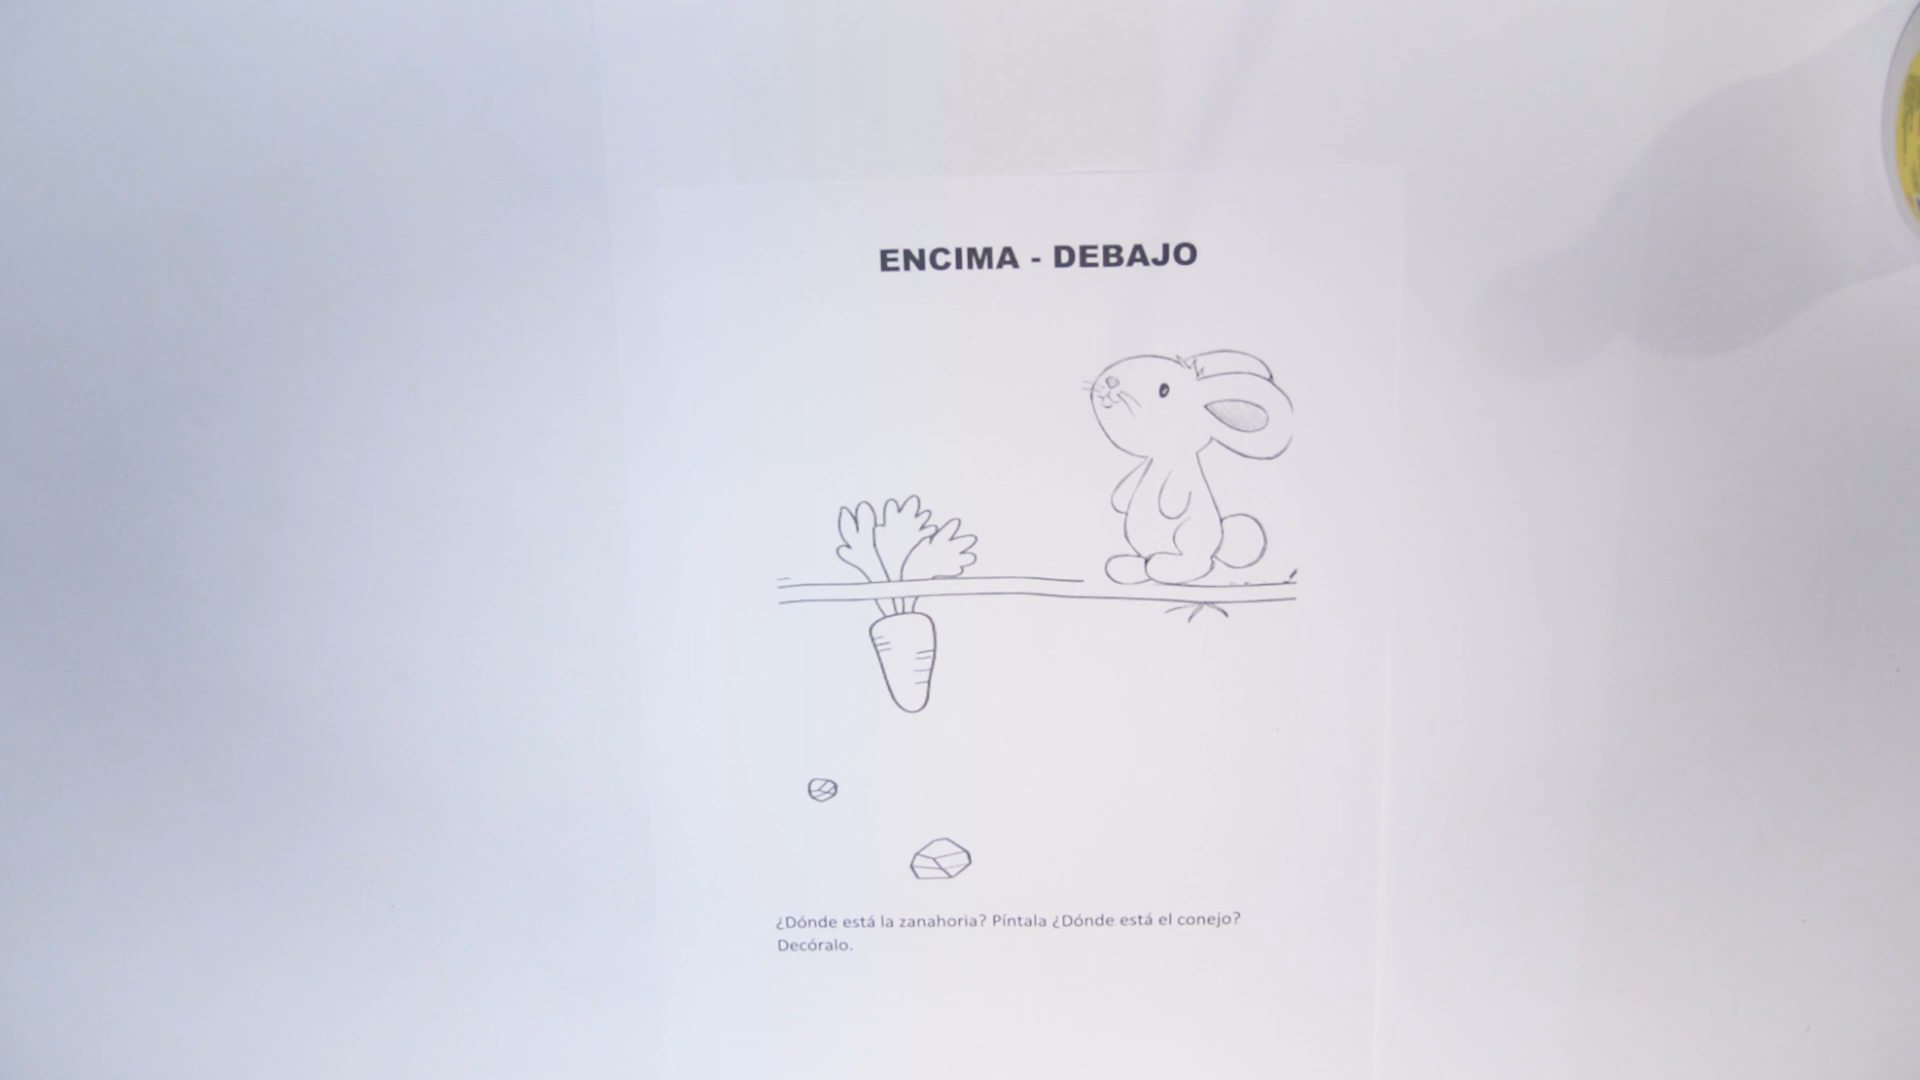 ENCIMA - DEBAJO
¿Dónde está la zanahoria? Píntala ¿Dónde está el conejo?
Decóralo.